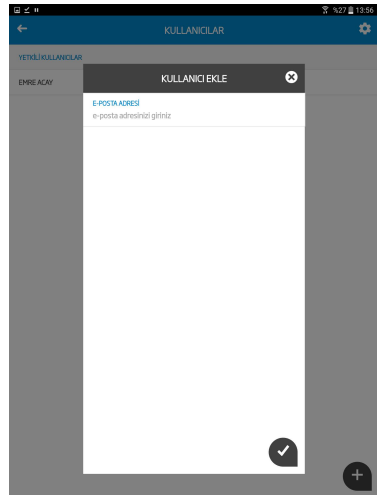 %27 13:56
KULLANICILAR
YETKİLİ KULLANICILAR
EMRE ACAY
KULLANICI EKLE
E-POSTA ADRESİ
e-posta adresinizi giriniz